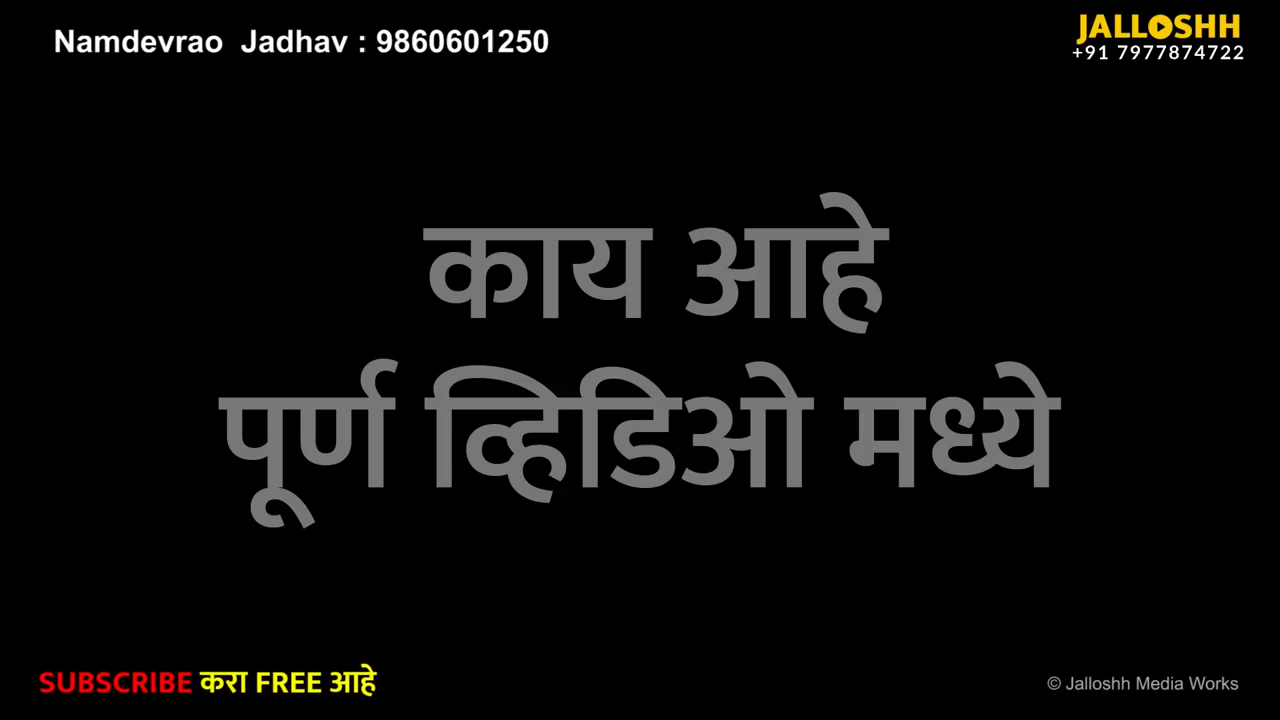 Namdevrao Jadhav : 9860601250
JALLOSHH
+91 7977874722
काय आहे
पूर्ण व्हिडिओ मध्ये
SUBSCRIBE करा FREE आहे
© Jalloshh Media Works